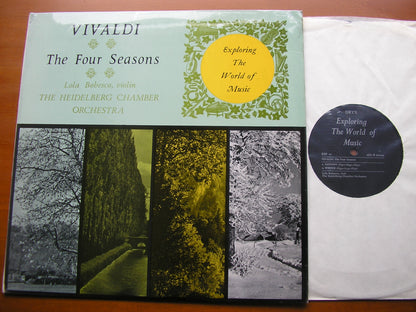 VIVALDI
The Four Seasons
Lola Bobesco, violin
THE HEIDELBERG CHAMBER
ORCHESTRA
Exploring
The World of
Music
Exploring
The World of
Music